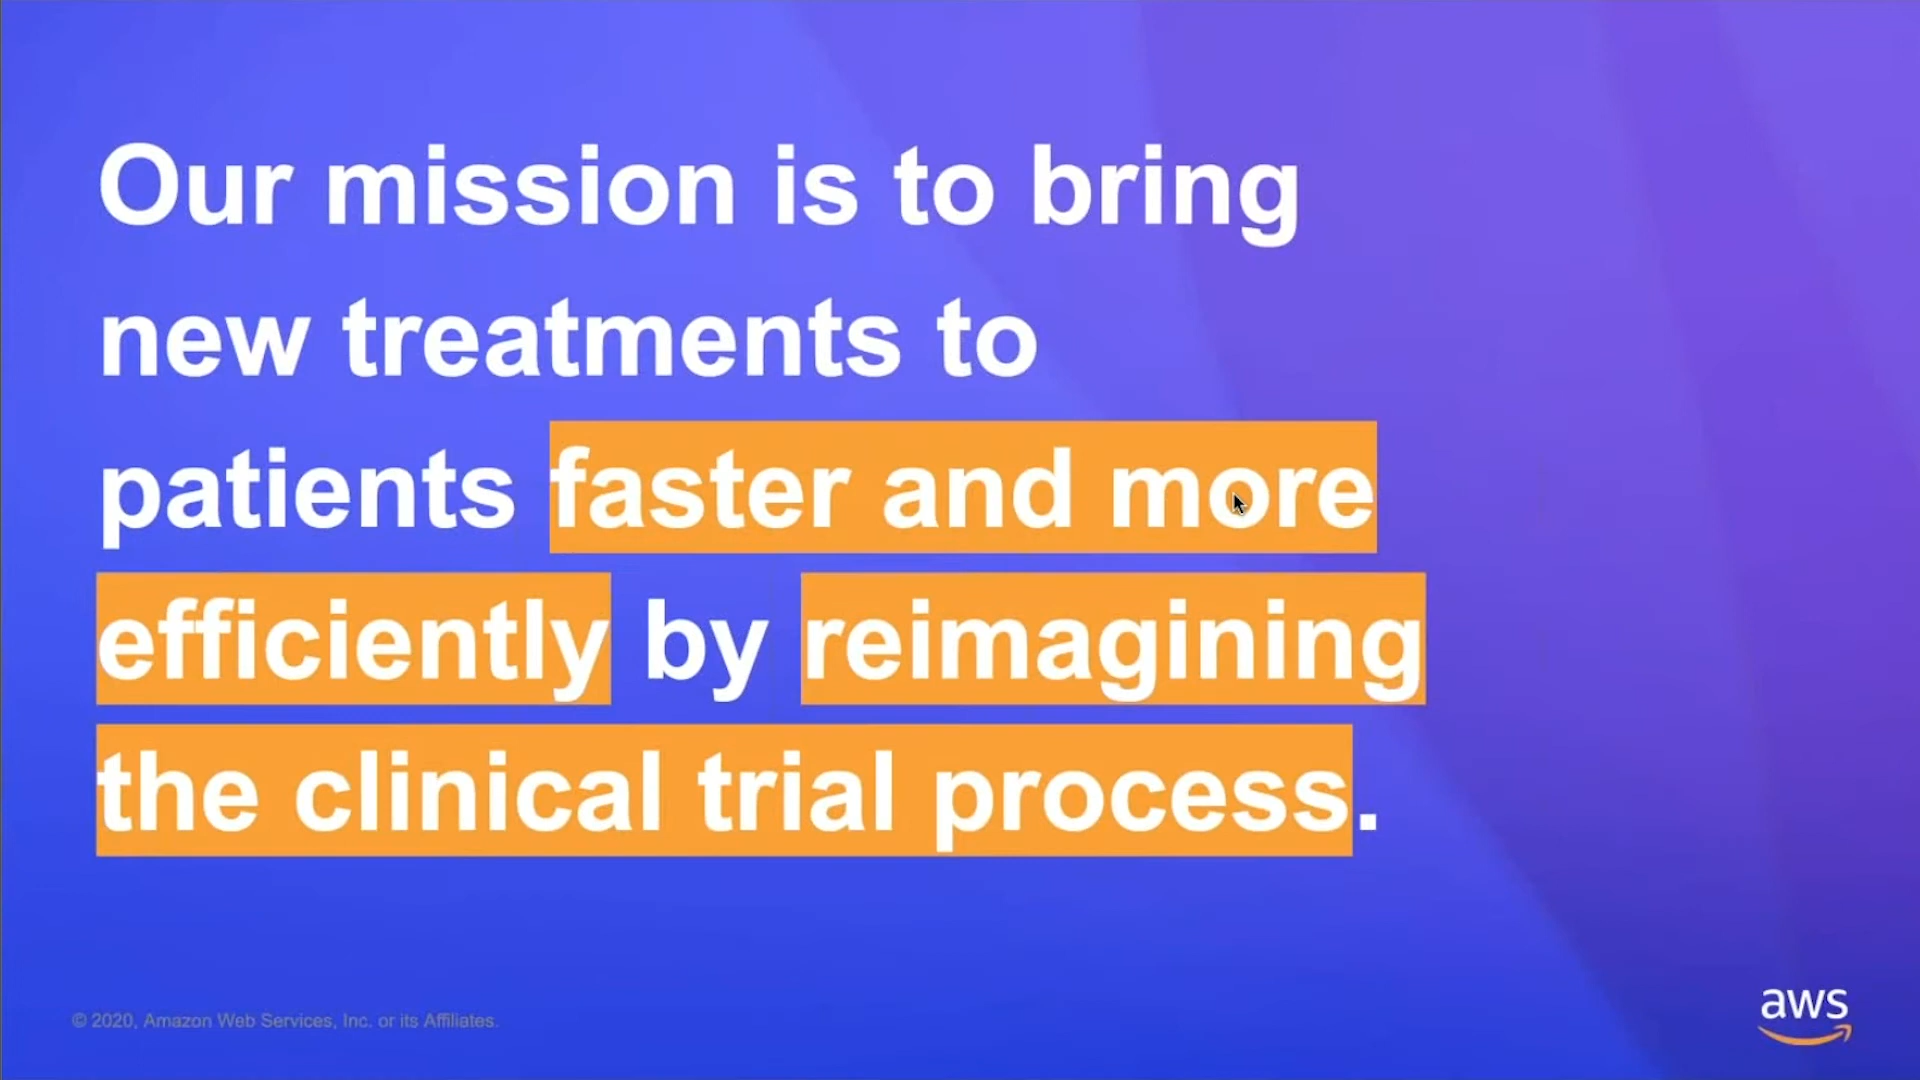 Our mission is to bring
new treatments to
patients faster and more
efficiently by reimagining
the clinical trial process.
© 2020, Amazon Web Services, Inc. or its Affiliates.
aws